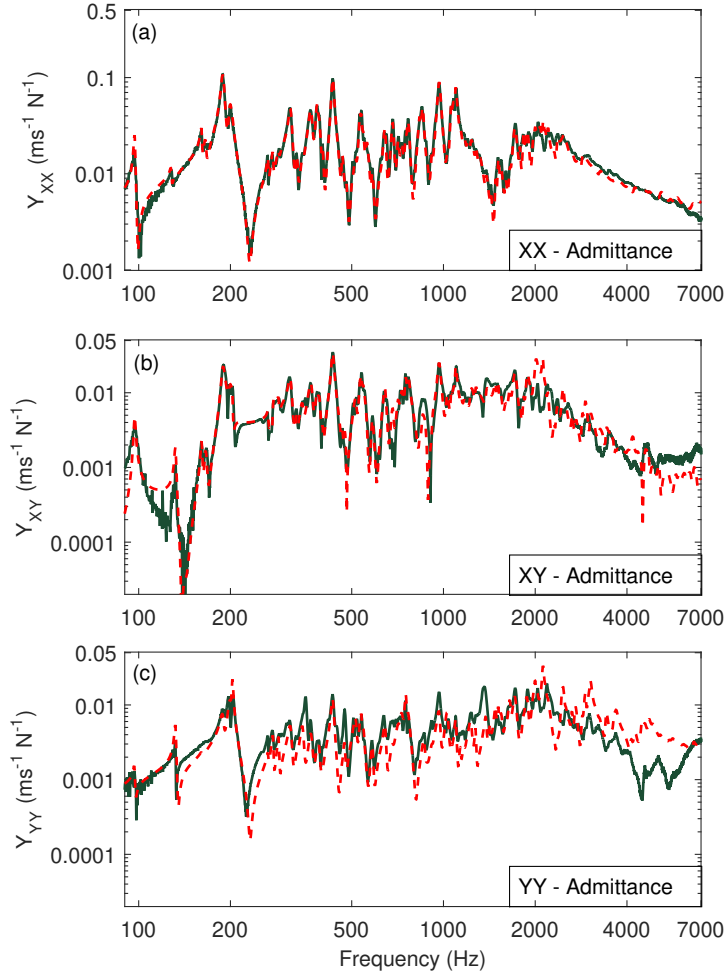 (a)
0.5
0.1
0.01
0.001
Y_XX (ms^-1 N^-1)
XX - Admittance
100 200 500 1000 2000 4000 7000
(b)
0.05
0.01
0.001
0.0001
Y_XY (ms^-1 N^-1)
XY - Admittance
100 200 500 1000 2000 4000 7000
(c)
0.05
0.01
0.001
0.0001
Y_YY (ms^-1 N^-1)
YY - Admittance
100 200 500 1000 2000 4000 7000
Frequency (Hz)